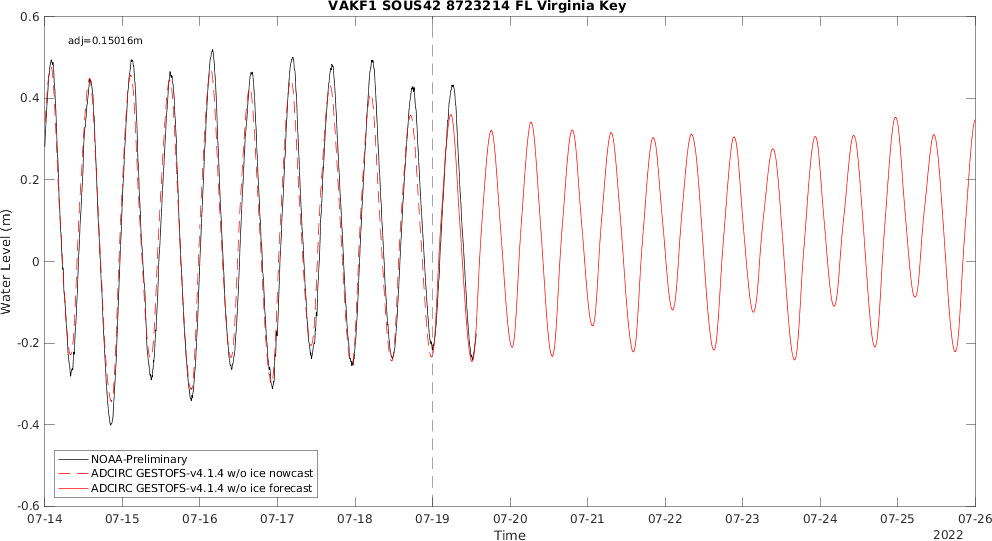 VAKF1 SOUS42 8723214 FL Virginia Key
adj=0.15016m
0.6
0.4
0.2
0
-0.2
-0.4
-0.6
Water Level (m)
NOAA-Preliminary
ADCIRC GESTOFS-v4.1.4 w/o ice nowcast
ADCIRC GESTOFS-v4.1.4 w/o ice forecast
07-14 07-15 07-16 07-17 07-18 07-19 07-20 07-21 07-22 07-23 07-24 07-25 07-26
Time
2022